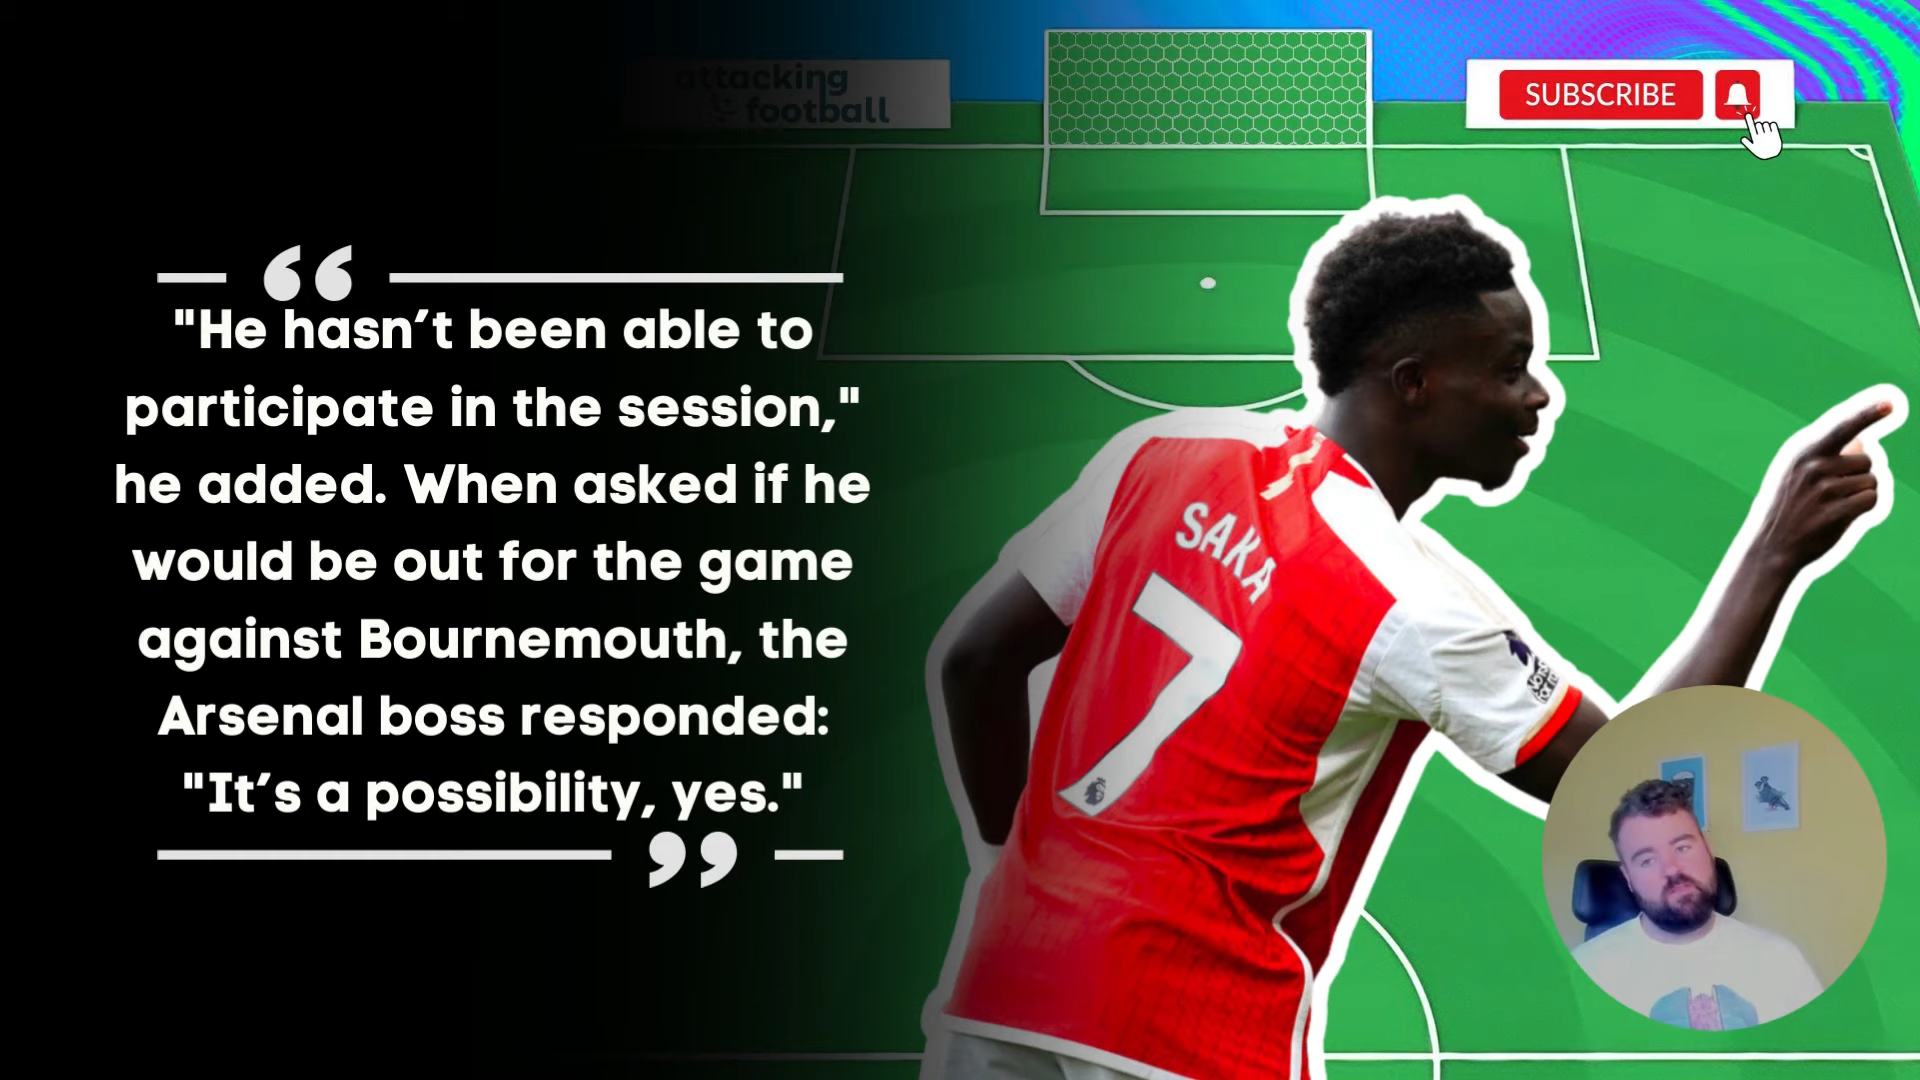 attacking
football
SUBSCRIBE
"He hasn’t been able to
participate in the session,"
he added. When asked if he
would be out for the game
against Bournemouth, the
Arsenal boss responded:
"It’s a possibility, yes."
SAKA
7